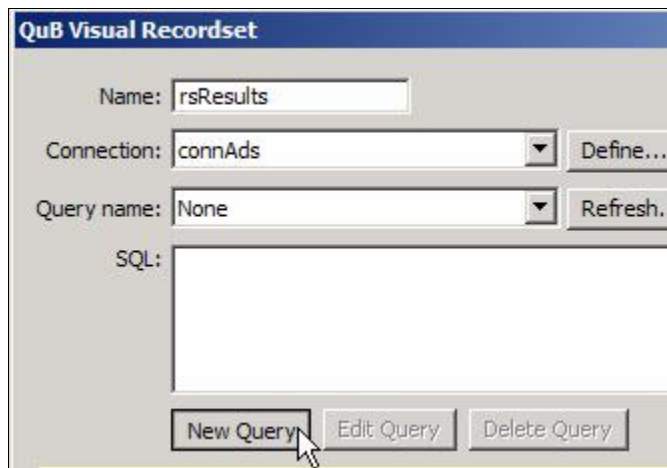 QuB Visual Recordset
Name: rsResults
Connection: connAds Define...
Query name: None Refresh.
SQL:
New Query Edit Query Delete Query